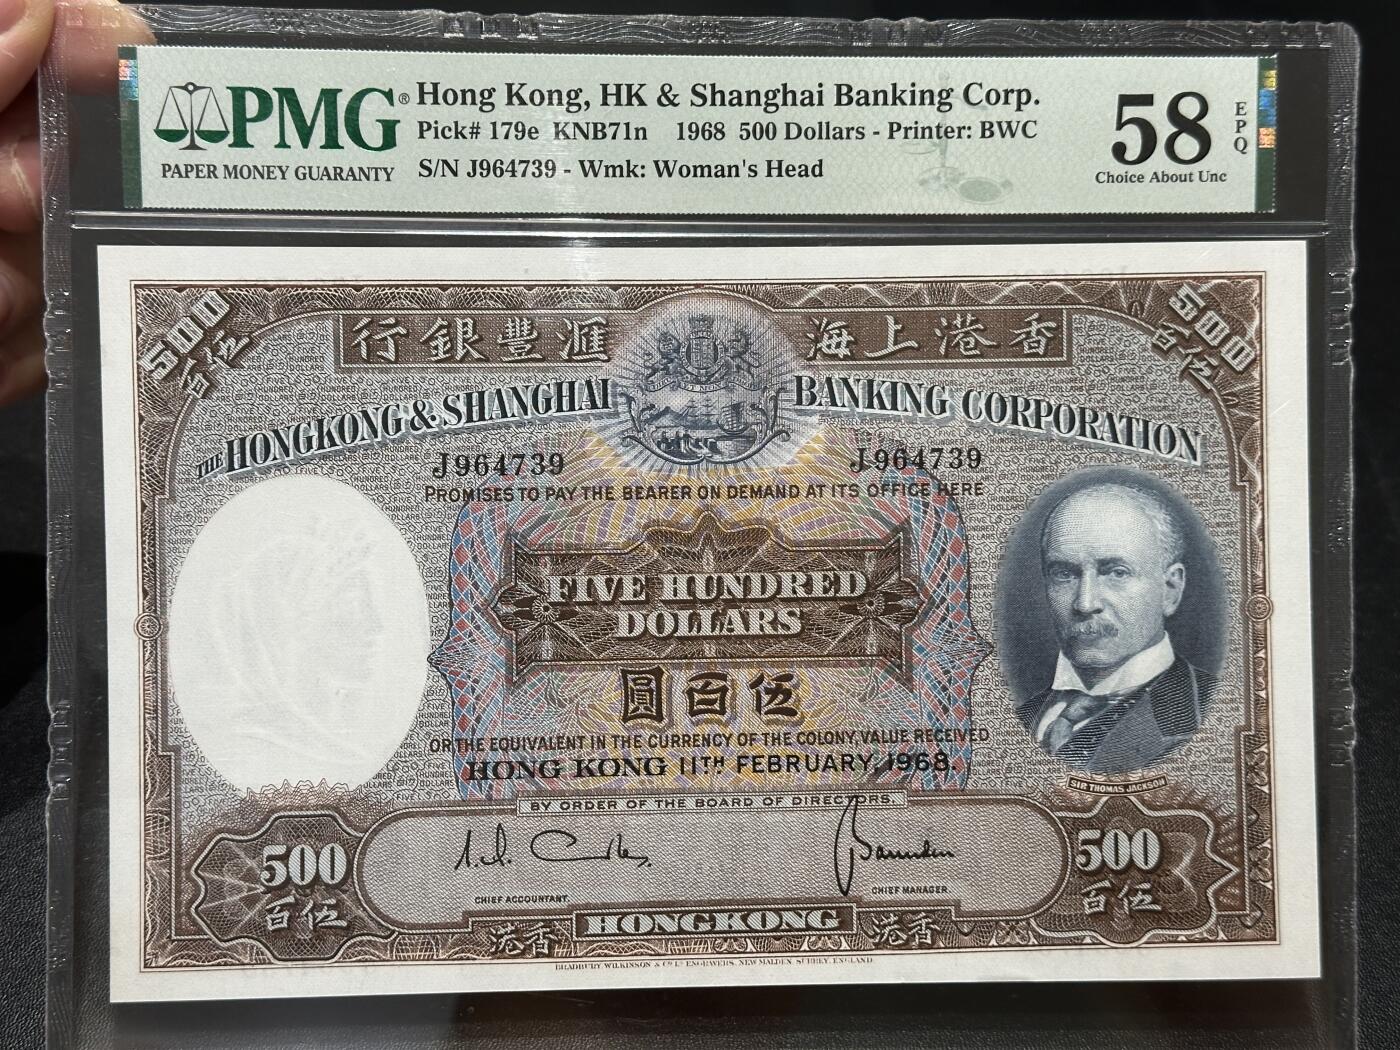 PMG®
PAPER MONEY GUARANTY
Hong Kong, HK & Shanghai Banking Corp.
Pick# 179e KNB71n 1968 500 Dollars - Printer: BWC
S/N J964739 - Wmk: Woman's Head
58
EPQ
Choice About Unc
500
百伍
行銀豐滙 海上港香
500
百伍
THE HONGKONG & SHANGHAI BANKING CORPORATION
J964739 J964739
PROMISES TO PAY THE BEARER ON DEMAND AT ITS OFFICE HERE
FIVE HUNDRED
DOLLARS
圓百伍
OR THE EQUIVALENT IN THE CURRENCY OF THE COLONY, VALUE RECEIVED
HONG KONG 11TH FEBRUARY, 1968.
SIR THOMAS JACKSON
BY ORDER OF THE BOARD OF DIRECTORS.
500
百伍
CHIEF ACCOUNTANT.
CHIEF MANAGER.
500
百伍
港香 HONGKONG 港香
BRADBURY, WILKINSON & Co Ld ENGRAVERS, NEW MALDEN, SURREY, ENGLAND